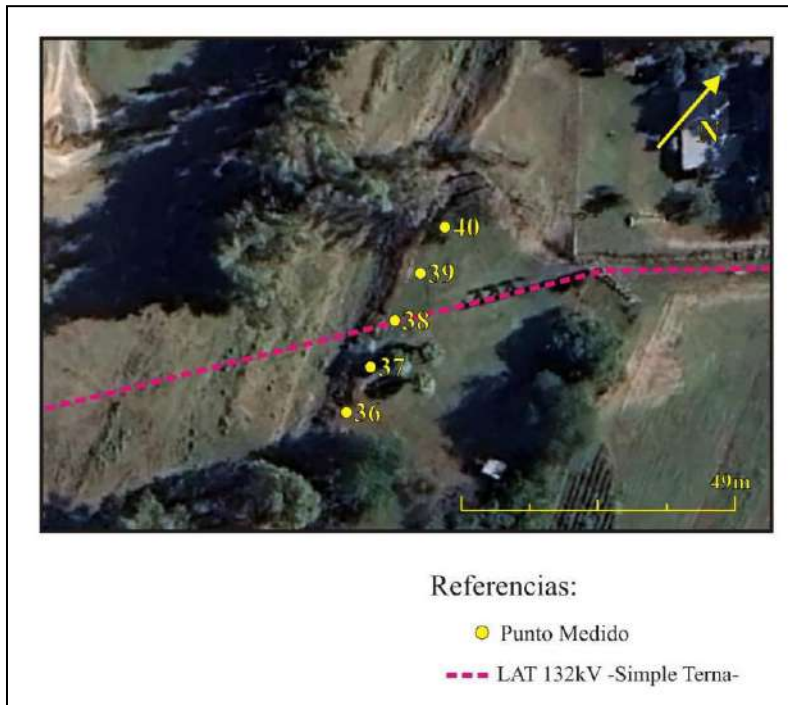 N
40
39
38
37
36
49m
Referencias:
Punto Medido
LAT 132kV -Simple Terna-